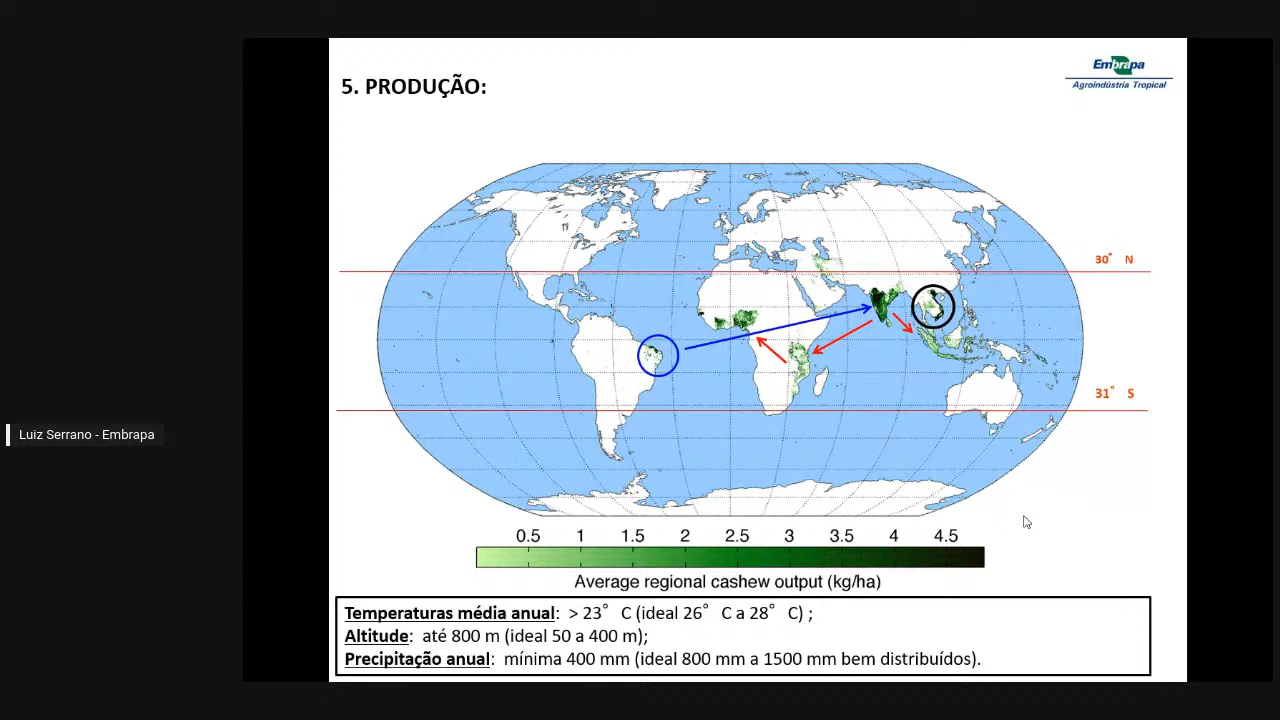 5. PRODUÇÃO:
Embrapa
Agroindústria Tropical
30° N
31° S
Luiz Serrano - Embrapa
0.5 1 1.5 2 2.5 3 3.5 4 4.5
Average regional cashew output (kg/ha)
Temperaturas média anual: > 23° C (ideal 26° C a 28° C) ;
Altitude: até 800 m (ideal 50 a 400 m);
Precipitação anual: mínima 400 mm (ideal 800 mm a 1500 mm bem distribuídos).